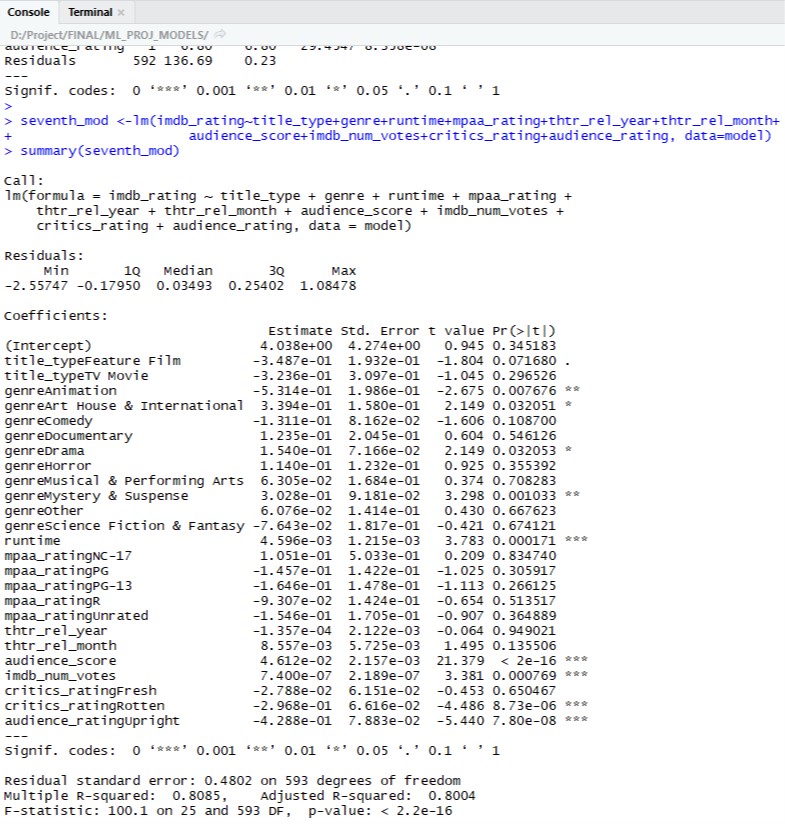 Console Terminal ×
D:/Project/FINAL/ML_PROJ_MODELS/
audience_rating 1 0.80 0.80 29.4547 8.398e-08
Residuals 592 136.69 0.23
---
Signif. codes: 0 ‘***’ 0.001 ‘**’ 0.01 ‘*’ 0.05 ‘.’ 0.1 ‘ ’ 1
>
> seventh_mod <-lm(imdb_rating~title_type+genre+runtime+mpaa_rating+thtr_rel_year+thtr_rel_month+
+ audience_score+imdb_num_votes+critics_rating+audience_rating, data=model)
> summary(seventh_mod)
Call:
lm(formula = imdb_rating ~ title_type + genre + runtime + mpaa_rating +
thtr_rel_year + thtr_rel_month + audience_score + imdb_num_votes +
critics_rating + audience_rating, data = model)
Residuals:
Min 1Q Median 3Q Max
-2.55747 -0.17950 0.03493 0.25402 1.08478
Coefficients:
Estimate Std. Error t value Pr(>|t|)
(Intercept) 4.038e+00 4.274e+00 0.945 0.345183
title_typeFeature Film -3.487e-01 1.932e-01 -1.804 0.071680 .
title_typeTV Movie -3.236e-01 3.097e-01 -1.045 0.296526
genreAnimation -5.314e-01 1.986e-01 -2.675 0.007676 **
genreArt House & International 3.394e-01 1.580e-01 2.149 0.032051 *
genreComedy -1.311e-01 8.162e-02 -1.606 0.108700
genreDocumentary 1.235e-01 2.045e-01 0.604 0.546126
genreDrama 1.540e-01 7.166e-02 2.149 0.032053 *
genreHorror 1.140e-01 1.232e-01 0.925 0.355392
genreMusical & Performing Arts 6.305e-02 1.684e-01 0.374 0.708283
genreMystery & Suspense 3.028e-01 9.181e-02 3.298 0.001033 **
genreOther 6.076e-02 1.414e-01 0.430 0.667623
genreScience Fiction & Fantasy -7.643e-02 1.817e-01 -0.421 0.674121
runtime 4.596e-03 1.215e-03 3.783 0.000171 ***
mpaa_ratingNC-17 1.051e-01 5.033e-01 0.209 0.834740
mpaa_ratingPG -1.457e-01 1.422e-01 -1.025 0.305917
mpaa_ratingPG-13 -1.646e-01 1.478e-01 -1.113 0.266125
mpaa_ratingR -9.307e-02 1.424e-01 -0.654 0.513517
mpaa_ratingUnrated -1.546e-01 1.705e-01 -0.907 0.364889
thtr_rel_year -1.357e-04 2.122e-03 -0.064 0.949021
thtr_rel_month 8.557e-03 5.725e-03 1.495 0.135506
audience_score 4.612e-02 2.157e-03 21.379 < 2e-16 ***
imdb_num_votes 7.400e-07 2.189e-07 3.381 0.000769 ***
critics_ratingFresh -2.788e-02 6.151e-02 -0.453 0.650467
critics_ratingRotten -2.968e-01 6.616e-02 -4.486 8.73e-06 ***
audience_ratingUpright -4.288e-01 7.883e-02 -5.440 7.80e-08 ***
---
Signif. codes: 0 ‘***’ 0.001 ‘**’ 0.01 ‘*’ 0.05 ‘.’ 0.1 ‘ ’ 1
Residual standard error: 0.4802 on 593 degrees of freedom
Multiple R-squared: 0.8085, Adjusted R-squared: 0.8004
F-statistic: 100.1 on 25 and 593 DF, p-value: < 2.2e-16